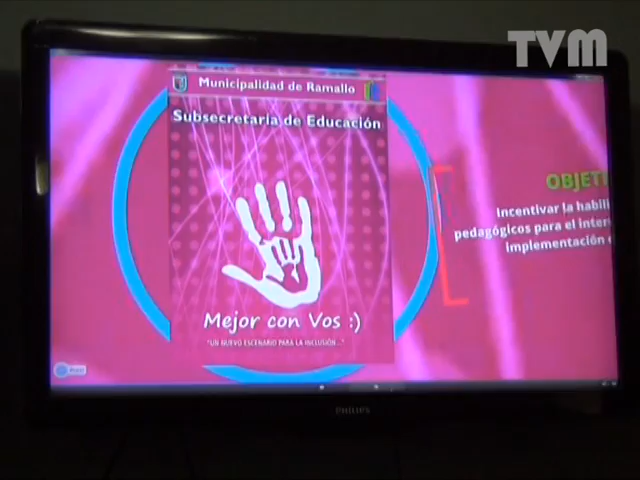 TVM
Municipalidad de Ramallo
Subsecretaria de Educación
Mejor con Vos :)
"UN NUEVO ESCENARIO PARA LA INCLUSIÓN..."
OBJETI
Incentivar la habili
pedagógicos para el inter
implementación
PHILIPS